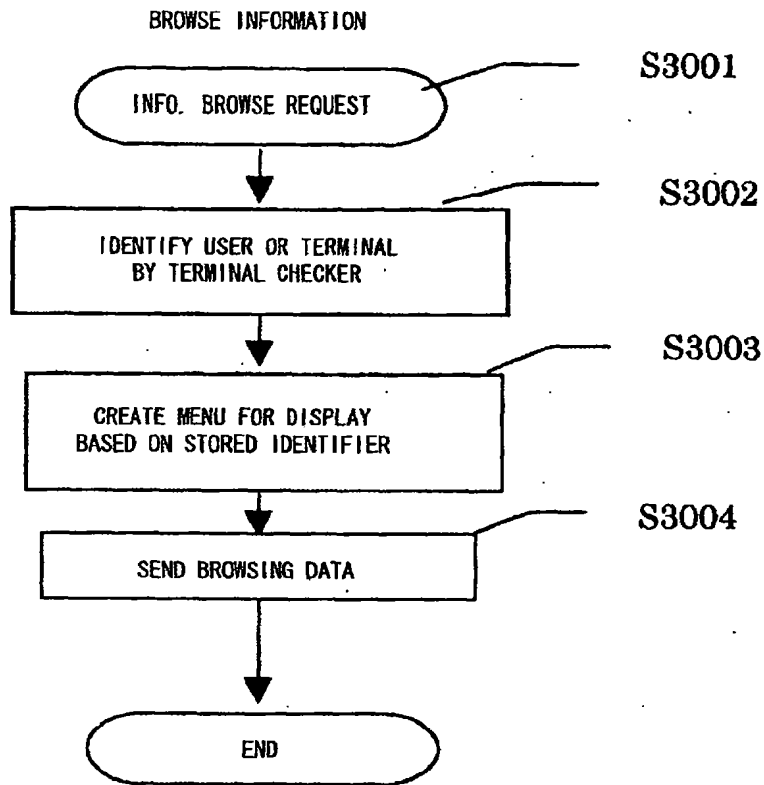 BROWSE INFORMATION
S3001
INFO. BROWSE REQUEST
S3002
IDENTIFY USER OR TERMINAL
BY TERMINAL CHECKER
S3003
CREATE MENU FOR DISPLAY
BASED ON STORED IDENTIFIER
S3004
SEND BROWSING DATA
END